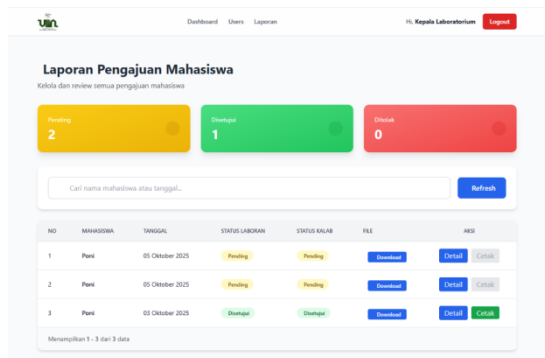 UIN
Dashboard Users Laporan
Hi, Kepala Laboratorium
Logout
Laporan Pengajuan Mahasiswa
Kelola dan review semua pengajuan mahasiswa
Pending
2
Disetujui
1
Ditolak
0
Cari nama mahasiswa atau tanggal...
Refresh
NO MAHASISWA TANGGAL STATUS LABORAN STATUS KALAB FILE AKSI
1 Poni 05 Oktober 2025 Pending Pending Download Detail Cetak
2 Poni 05 Oktober 2025 Pending Pending Download Detail Cetak
3 Poni 03 Oktober 2025 Disetujui Disetujui Download Detail Cetak
Menampilkan 1 - 3 dari 3 data